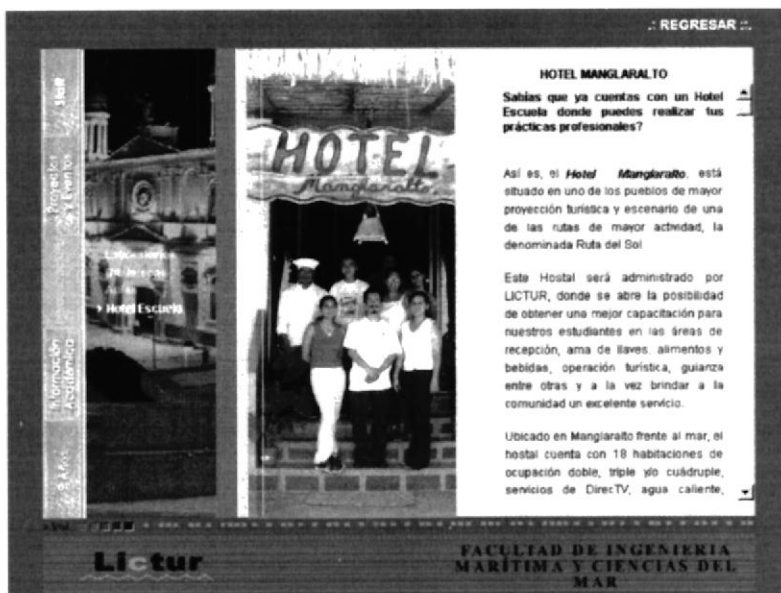 .: REGRESAR :.
Staff
Proyectos
y Eventos
Información
Académica
HOTEL
Manglaralto
Laboratorios
Aulas
Hotel Escuela
HOTEL MANGLARALTO
Sabías que ya cuentas con un Hotel
Escuela donde puedes realizar tus
prácticas profesionales?
Así es, el Hotel Manglaralto, está
situado en uno de los pueblos de mayor
proyección turística y escenario de una
de las rutas de mayor actividad, la
denominada Ruta del Sol
Este Hostal será administrado por
LICTUR, donde se abre la posibilidad
de obtener una mejor capacitación para
nuestros estudiantes en las áreas de
recepción, ama de llaves, alimentos y
bebidas, operación turística, guianza
entre otras y a la vez brindar a la
comunidad un excelente servicio.
Ubicado en Manglaralto frente al mar, el
hostal cuenta con 18 habitaciones de
ocupación doble, triple y/o cuádruple,
servicios de DirecTV, agua caliente,
Lictur
FACULTAD DE INGENIERIA
MARÍTIMA Y CIENCIAS DEL
MAR